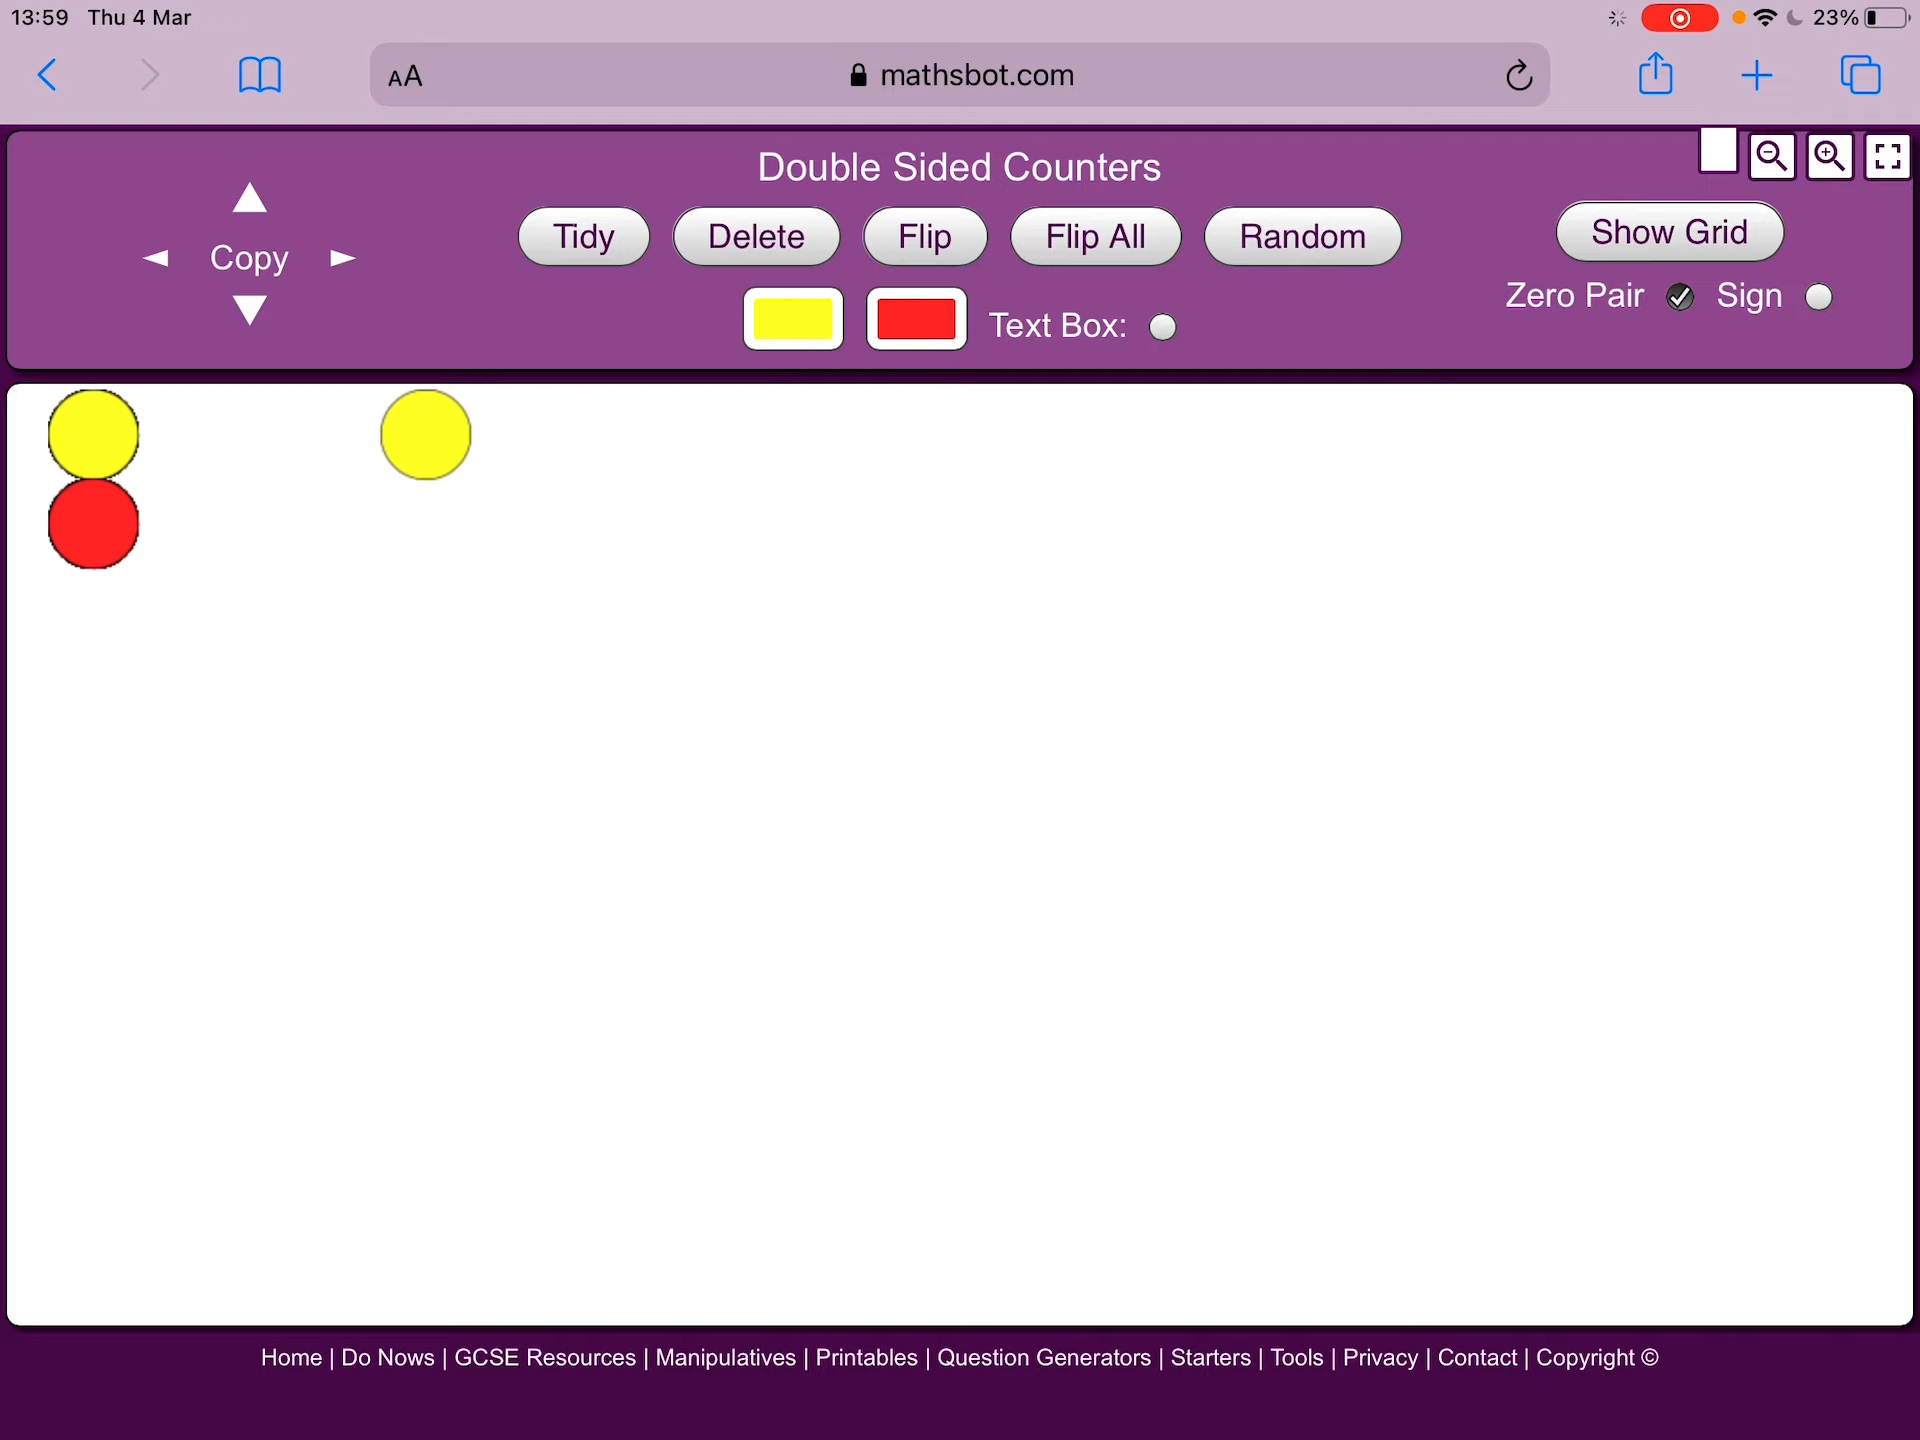 13:59 Thu 4 Mar
23%
AA
mathsbot.com
Double Sided Counters
Copy
Tidy
Delete
Flip
Flip All
Random
Show Grid
Zero Pair
Sign
Text Box:
Home | Do Nows | GCSE Resources | Manipulatives | Printables | Question Generators | Starters | Tools | Privacy | Contact | Copyright ©